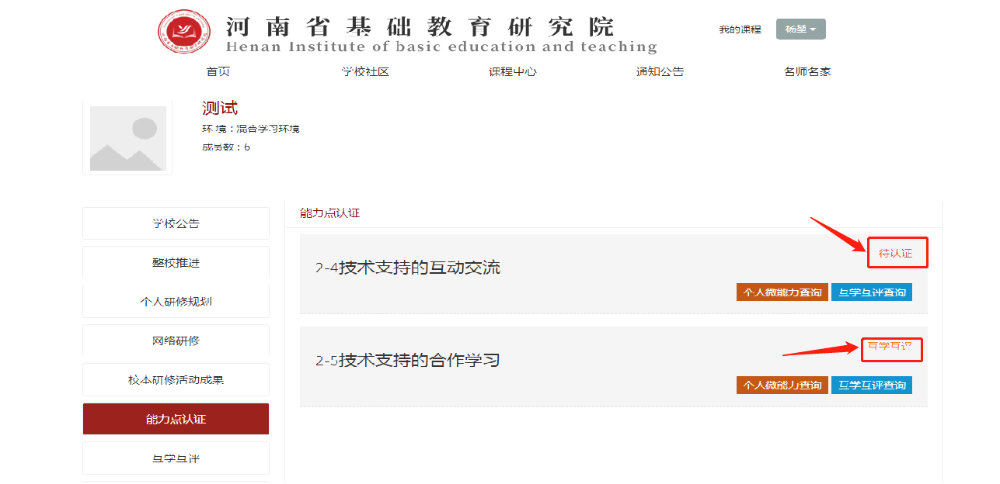 河南省基础教育研究院
Henan Institute of basic education and teaching
我的课程
杨堃
首页
学校社区
课程中心
通知公告
名师名家
测试
环 境：混合学习环境
成员数：6
学校公告
整校推进
个人研修规划
网络研修
校本研修活动成果
能力点认证
互学互评
能力点认证
待认证
2-4技术支持的互动交流
个人微能力查询
互学互评查询
互学互评
2-5技术支持的合作学习
个人微能力查询
互学互评查询